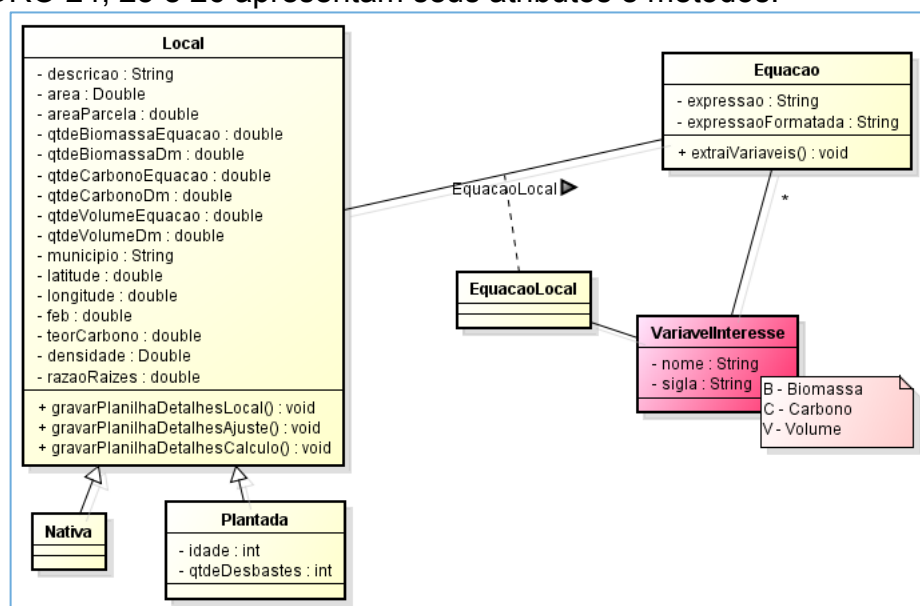 24, 25 e 26 apresentam seus atributos e métodos.
Local
- descricao : String
- area : Double
- areaParcela : double
- qtdeBiomassaEquacao : double
- qtdeBiomassaDm : double
- qtdeCarbonoEquacao : double
- qtdeCarbonoDm : double
- qtdeVolumeEquacao : double
- qtdeVolumeDm : double
- municipio : String
- latitude : double
- longitude : double
- feb : double
- teorCarbono : double
- densidade : Double
- razaoRaizes : double
+ gravarPlanilhaDetalhesLocal() : void
+ gravarPlanilhaDetalhesAjuste() : void
+ gravarPlanilhaDetalhesCalculo() : void
Equacao
- expressao : String
- expressaoFormatada : String
+ extraiVariaveis() : void
EquacaoLocal
*
EquacaoLocal
VariavelInteresse
- nome : String
- sigla : String
B - Biomassa
C - Carbono
V - Volume
Nativa
Plantada
- idade : int
- qtdeDesbastes : int